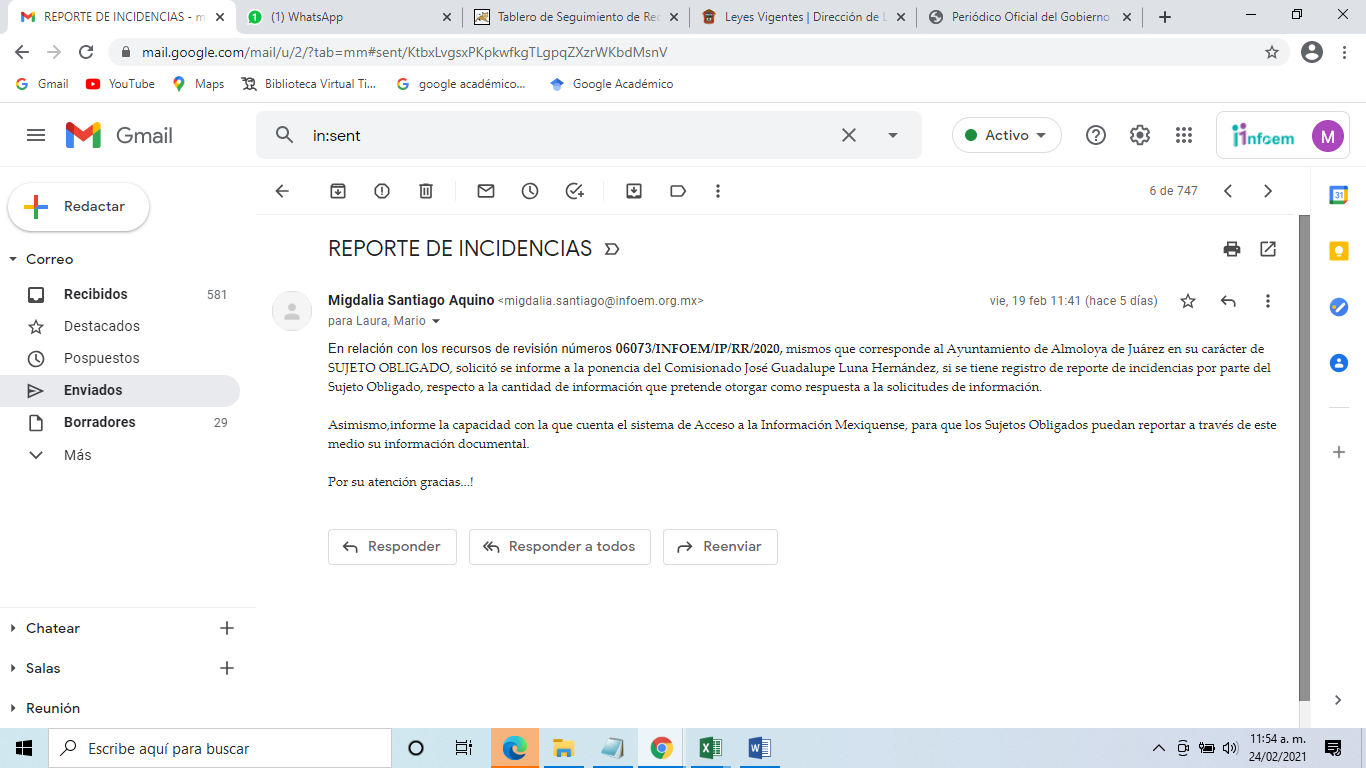 REPORTE DE INCIDENCIAS - m
(1) WhatsApp
Tablero de Seguimiento de Rec
Leyes Vigentes | Dirección de L
Periódico Oficial del Gobierno
mail.google.com/mail/u/2/?tab=mm#sent/KtbxLvgsxPKpkwfkgTLgpqZXzrWKbdMsnV
Gmail
YouTube
Maps
Biblioteca Virtual Ti...
google académico...
Google Académico
Gmail
in:sent
Activo
infoem
M
Redactar
6 de 747
31
Correo
Recibidos 581
Destacados
Pospuestos
Enviados
Borradores 29
Más
REPORTE DE INCIDENCIAS
Migdalia Santiago Aquino <migdalia.santiago@infoem.org.mx>
vie, 19 feb 11:41 (hace 5 días)
para Laura, Mario
En relación con los recursos de revisión números 06073/INFOEM/IP/RR/2020, mismos que corresponde al Ayuntamiento de Almoloya de Juárez en su carácter de
SUJETO OBLIGADO, solicitó se informe a la ponencia del Comisionado José Guadalupe Luna Hernández, si se tiene registro de reporte de incidencias por parte del
Sujeto Obligado, respecto a la cantidad de información que pretende otorgar como respuesta a la solicitudes de información.
Asimismo,informe la capacidad con la que cuenta el sistema de Acceso a la Información Mexiquense, para que los Sujetos Obligados puedan reportar a través de este
medio su información documental.
Por su atención gracias...!
Responder
Responder a todos
Reenviar
Chatear
Salas
Reunión
Escribe aquí para buscar
11:54 a. m.
24/02/2021